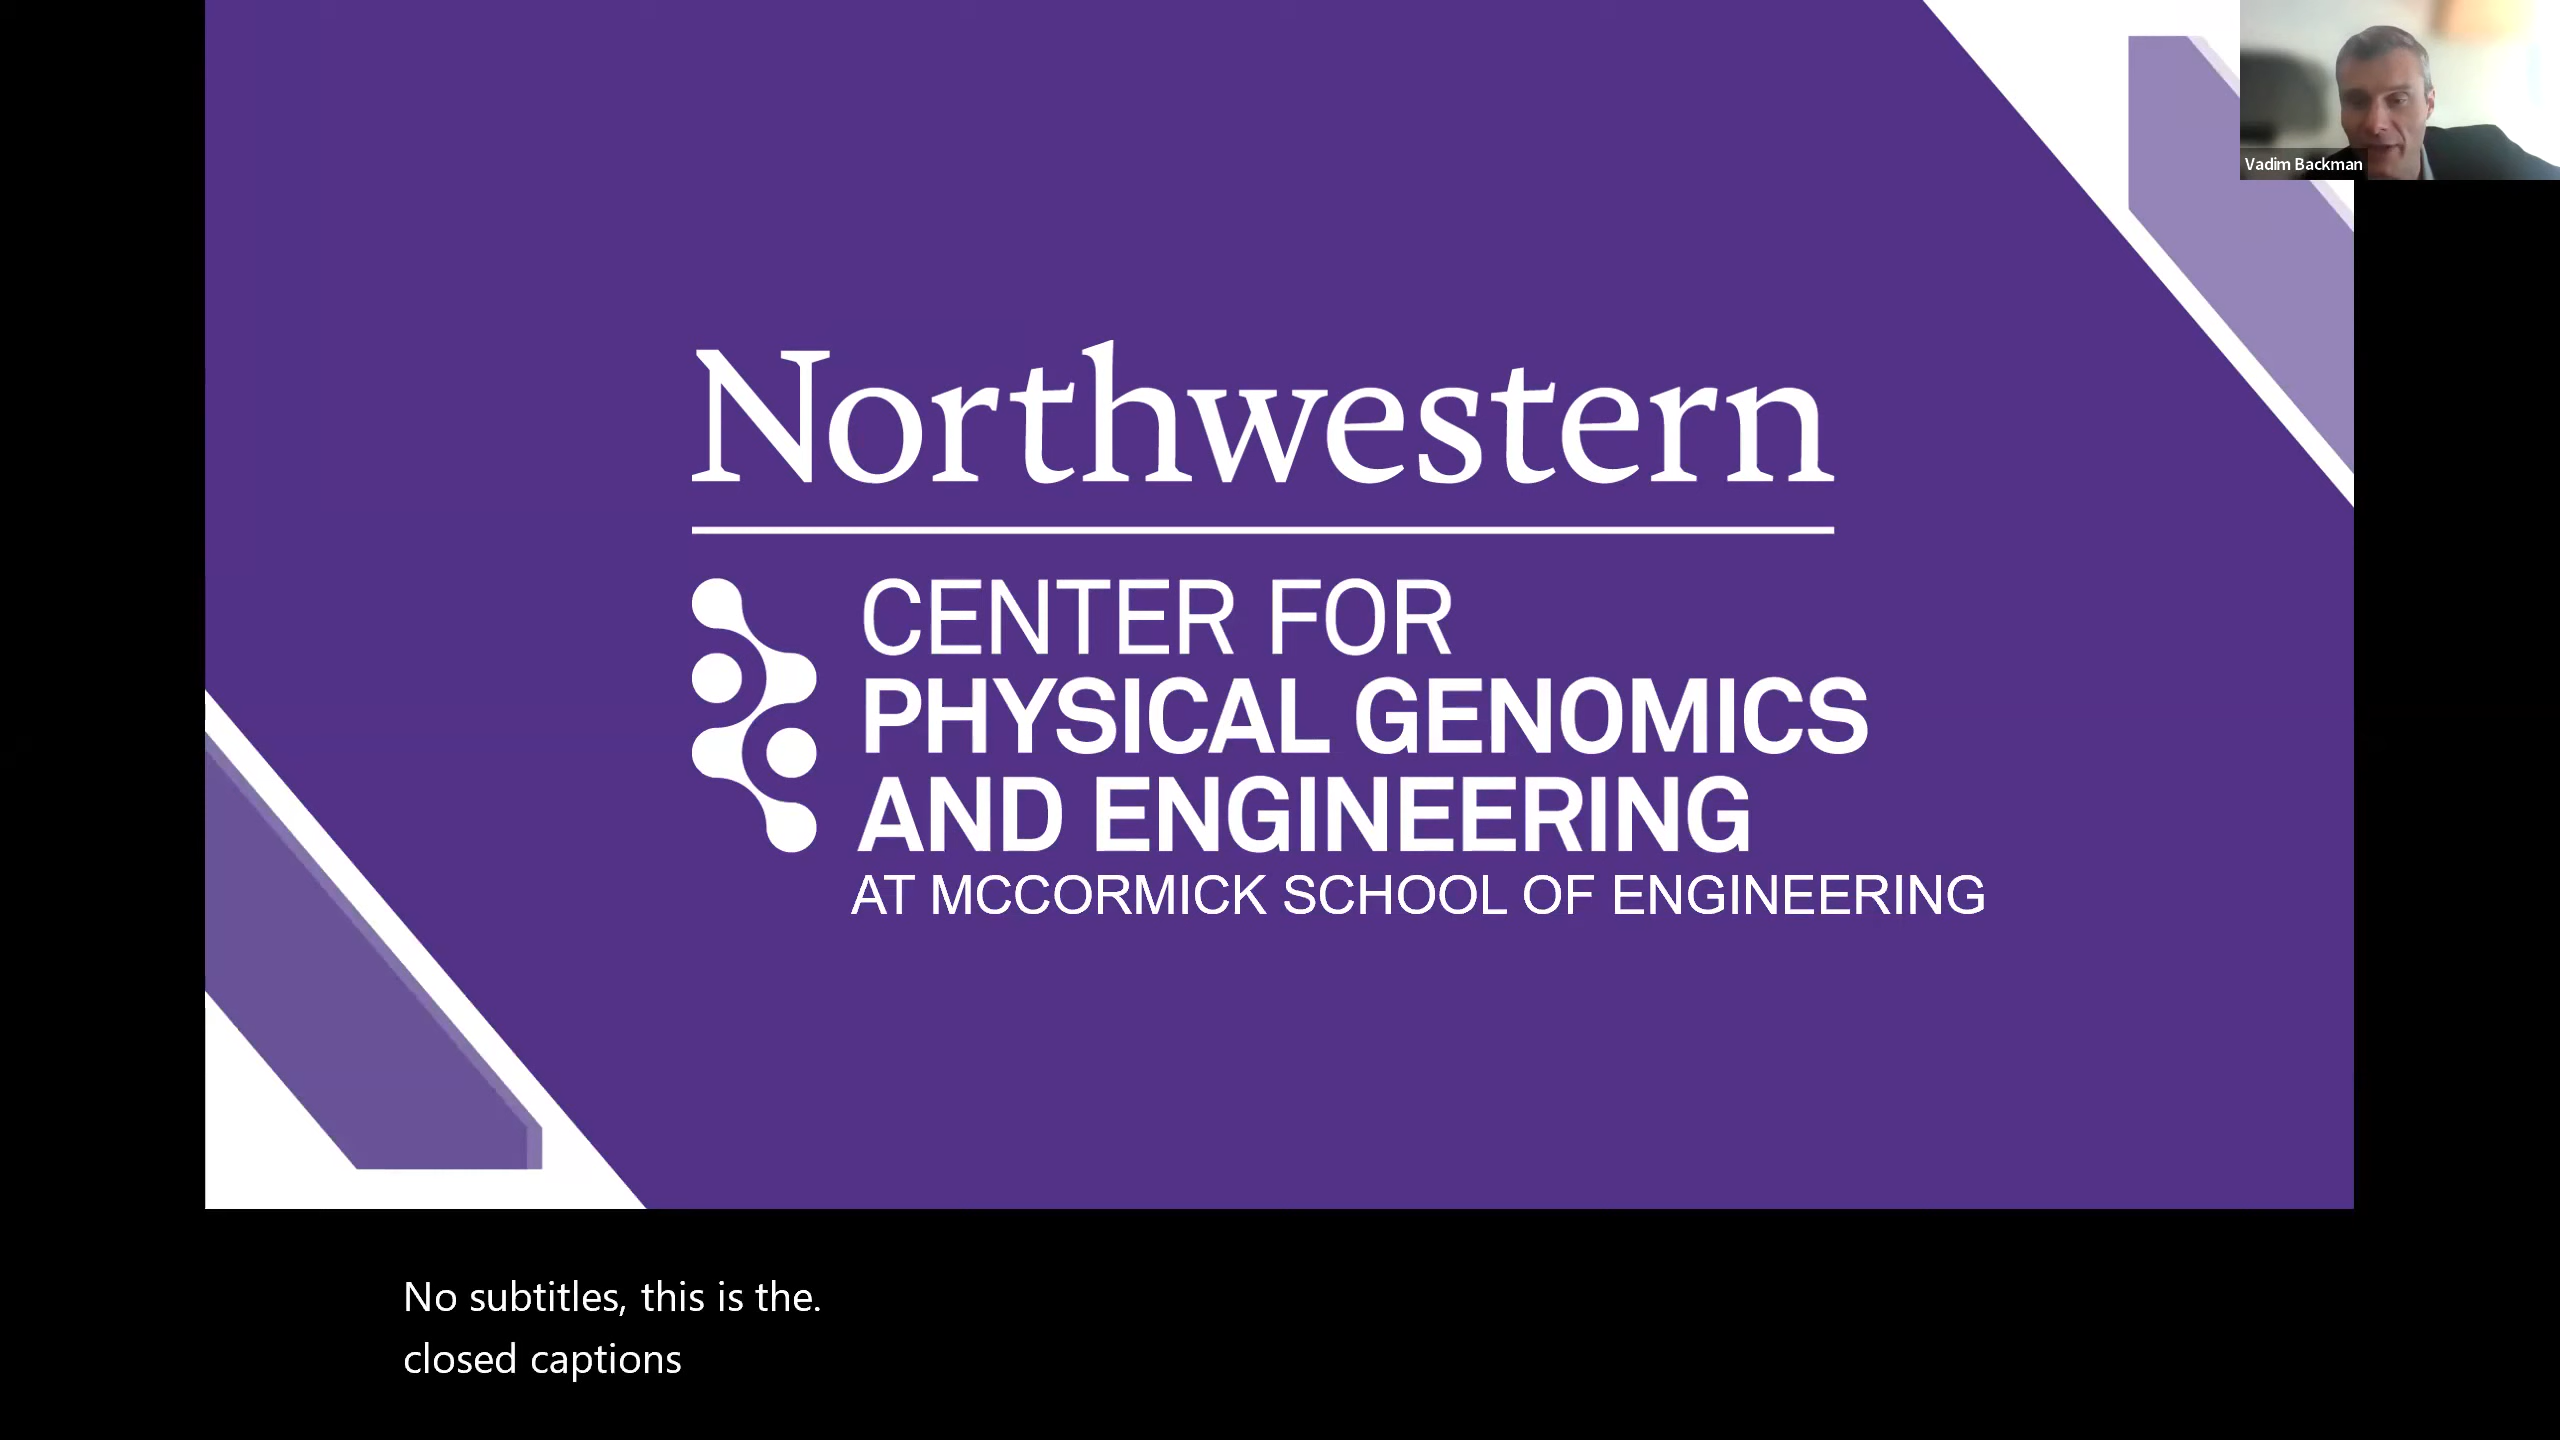 Vadim Backman
Northwestern
CENTER FOR
PHYSICAL GENOMICS
AND ENGINEERING
AT MCCORMICK SCHOOL OF ENGINEERING
No subtitles, this is the.
closed captions